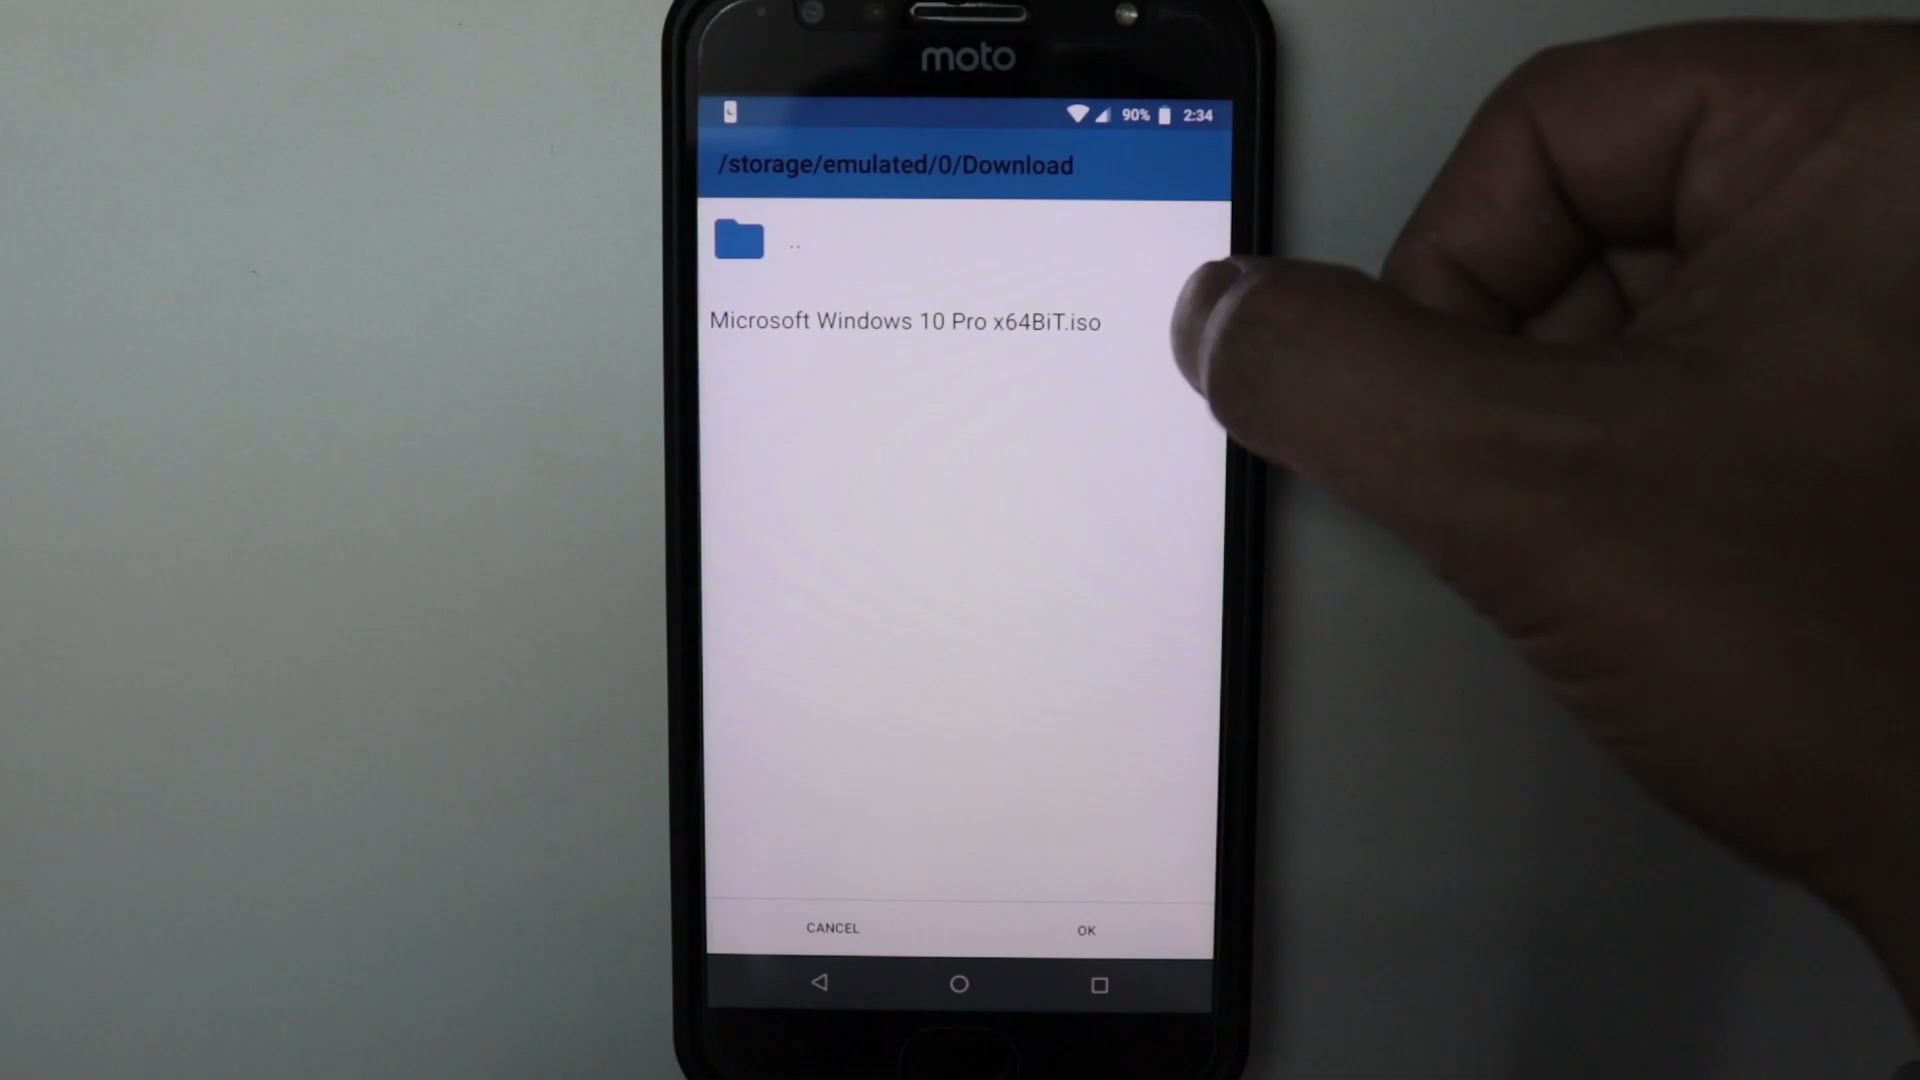 moto
90% 2:34
/storage/emulated/0/Download
..
Microsoft Windows 10 Pro x64BiT.iso
CANCEL OK